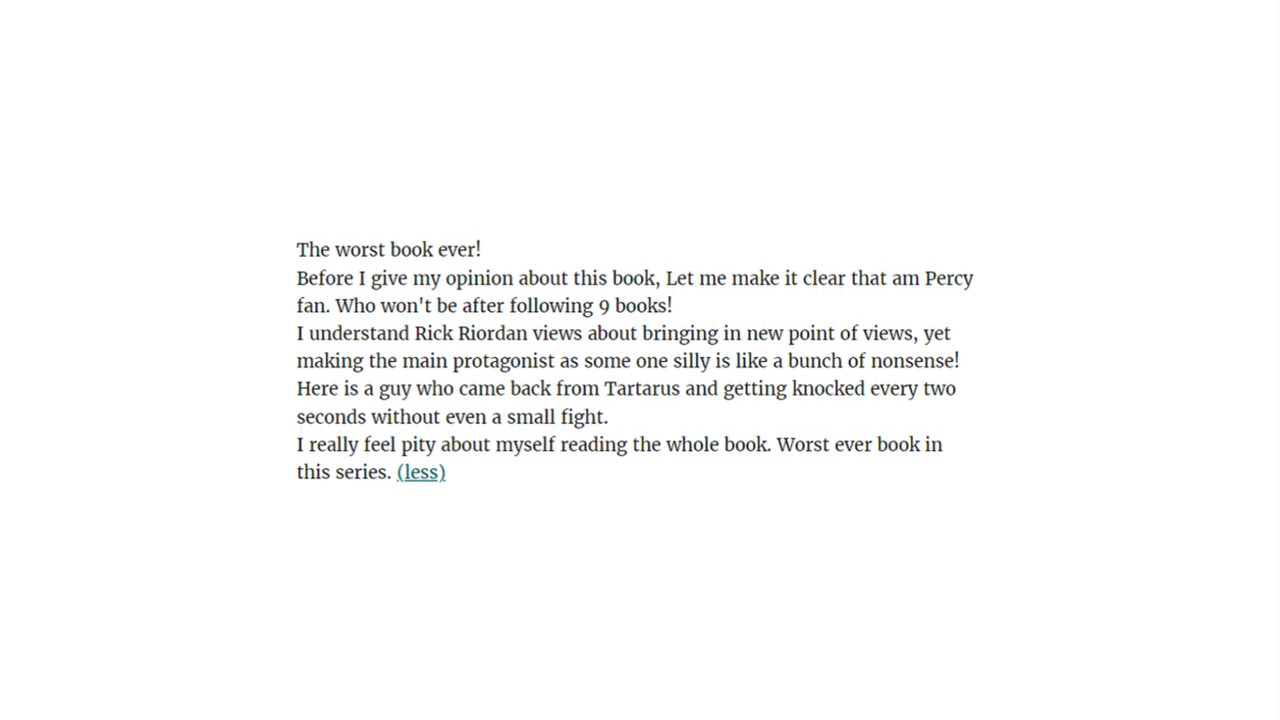 The worst book ever!
Before I give my opinion about this book, Let me make it clear that am Percy
fan. Who won't be after following 9 books!
I understand Rick Riordan views about bringing in new point of views, yet
making the main protagonist as some one silly is like a bunch of nonsense!
Here is a guy who came back from Tartarus and getting knocked every two
seconds without even a small fight.
I really feel pity about myself reading the whole book. Worst ever book in
this series. (less)